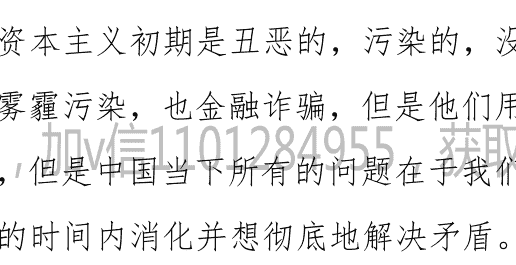 资本主义初期是丑恶的，污染的，没
雾霾污染，也金融诈骗，但是他们用
，加v信1101284955，获取
，但是中国当下所有的问题在于我们
的时间内消化并想彻底地解决矛盾。